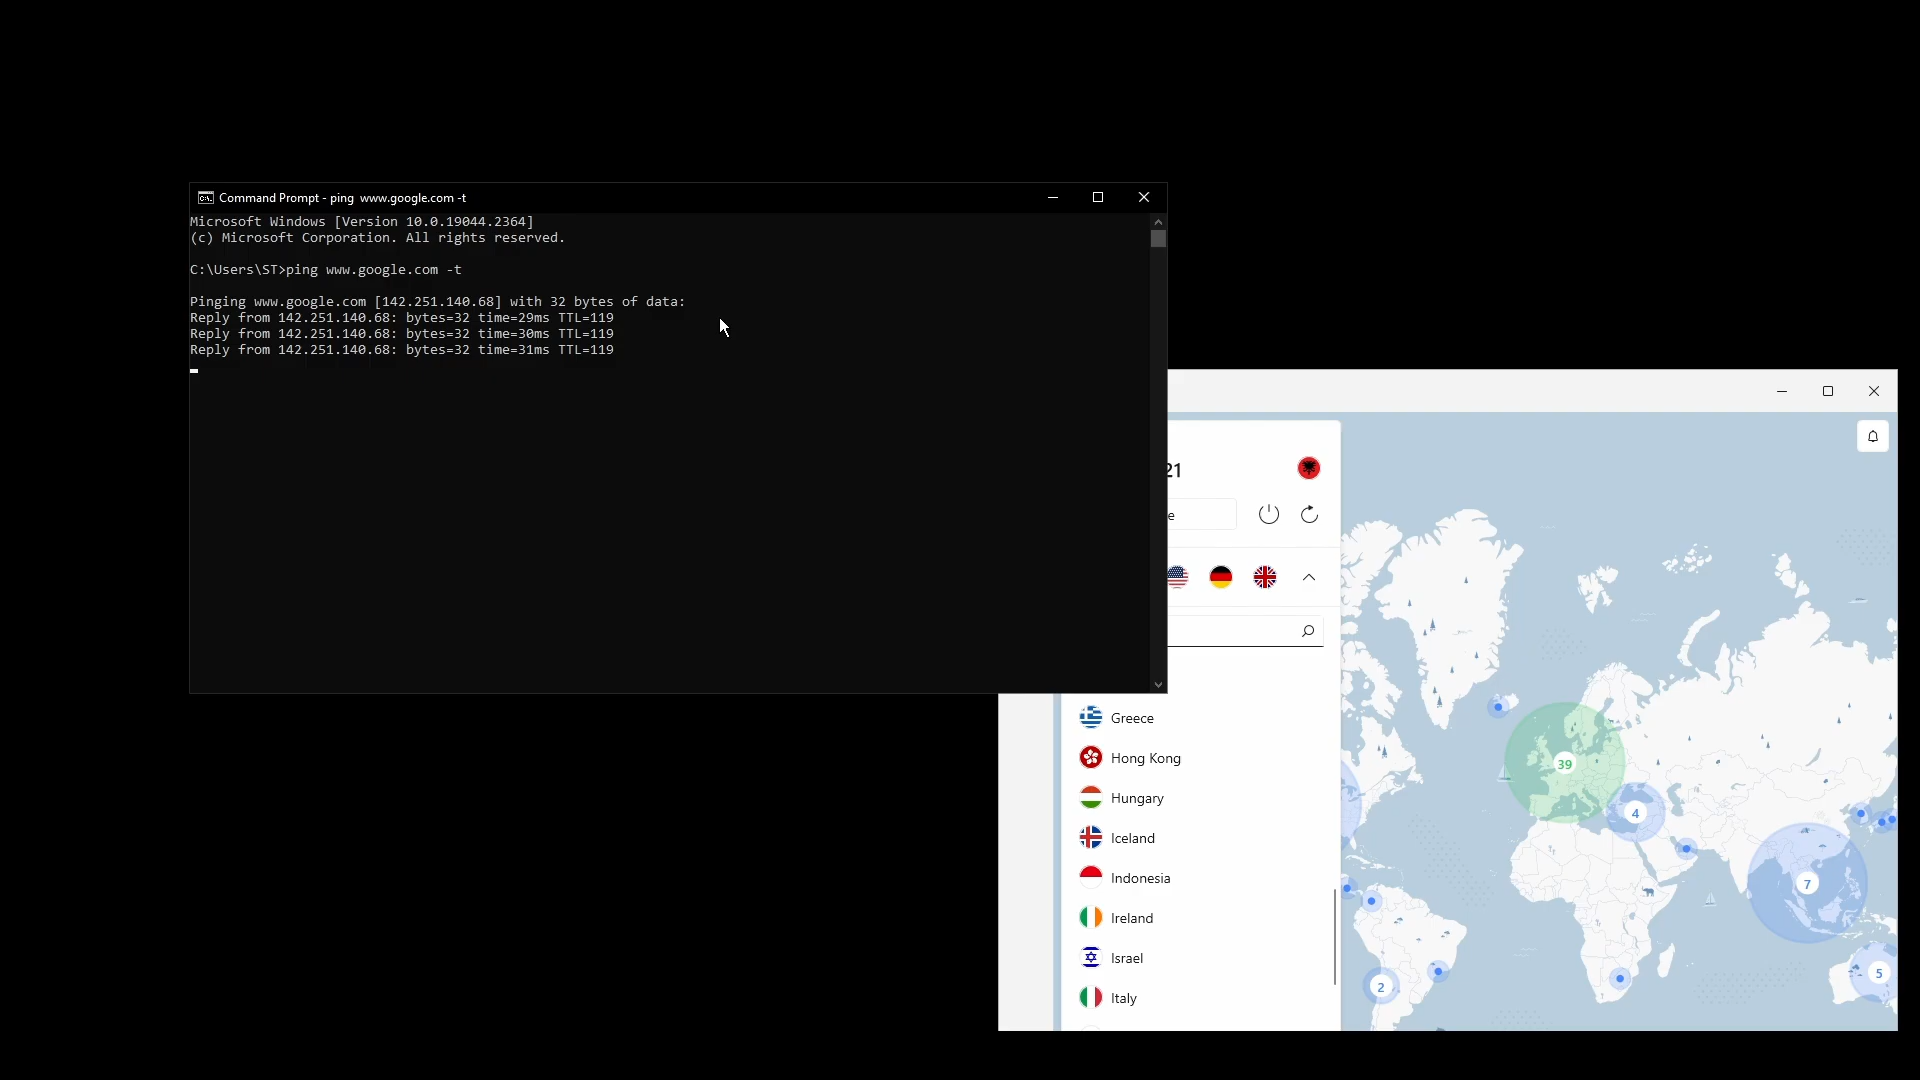 Command Prompt - ping  www.google.com -t
Microsoft Windows [Version 10.0.19044.2364]
(c) Microsoft Corporation. All rights reserved.
C:\Users\ST>ping www.google.com -t
Pinging www.google.com [142.251.140.68] with 32 bytes of data:
Reply from 142.251.140.68: bytes=32 time=29ms TTL=119
Reply from 142.251.140.68: bytes=32 time=30ms TTL=119
Reply from 142.251.140.68: bytes=32 time=31ms TTL=119
21
e
Greece
Hong Kong
Hungary
Iceland
Indonesia
Ireland
Israel
Italy
39
4
7
5
2